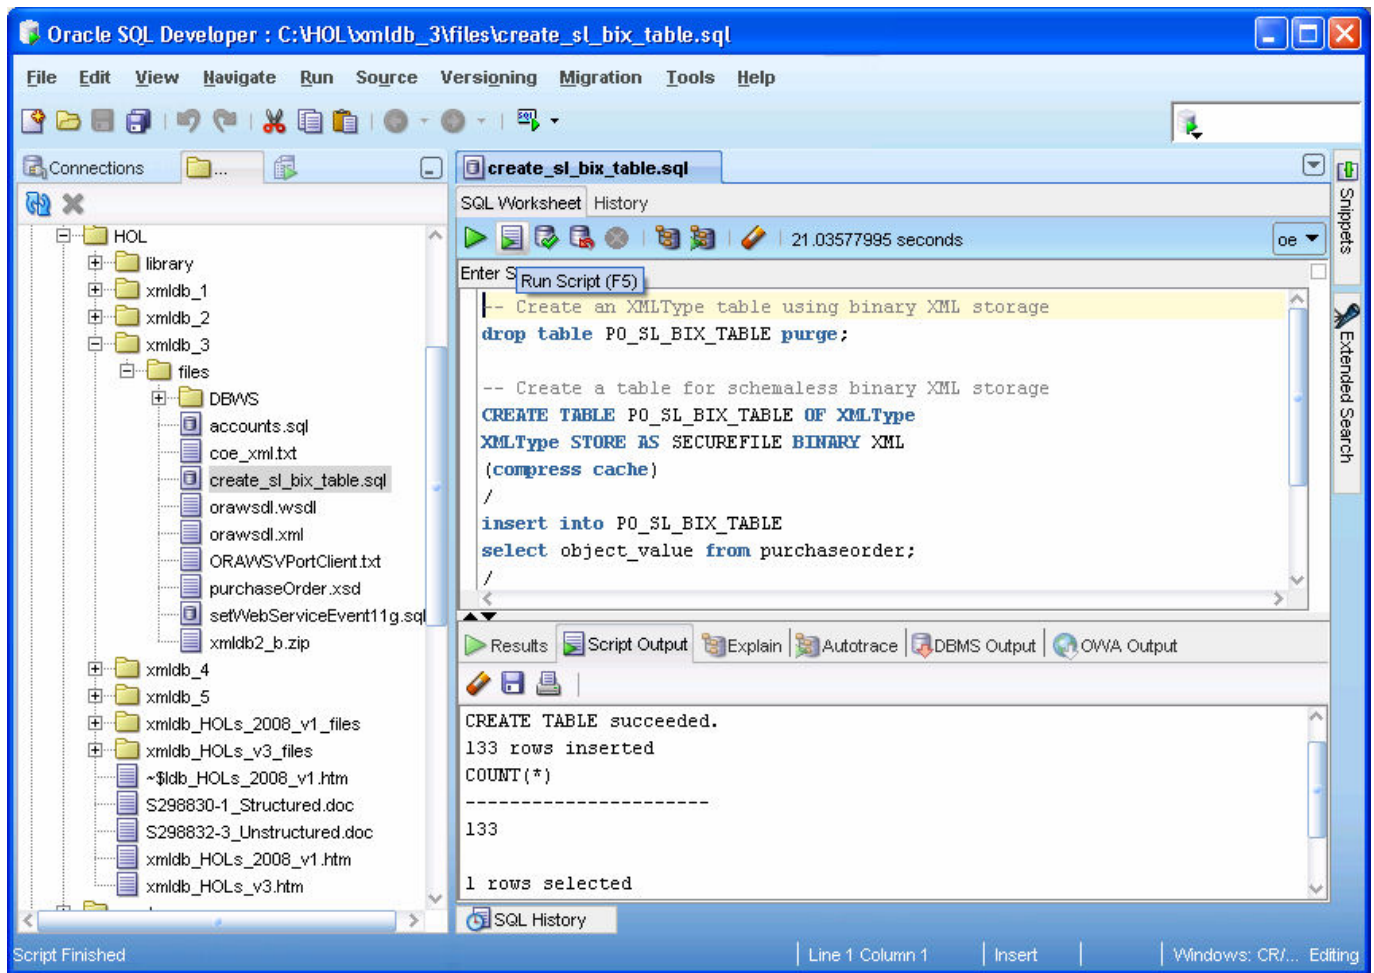 Oracle SQL Developer : C:\HOL\xmldb_3\files\create_sl_bix_table.sql
File Edit View Navigate Run Source Versioning Migration Tools Help
Connections ...
create_sl_bix_table.sql
SQL Worksheet History
21.03577995 seconds
oe
Enter S
Run Script (F5)
Snippets
Extended Search
HOL
library
xmldb_1
xmldb_2
xmldb_3
files
DBWS
accounts.sql
coe_xml.txt
create_sl_bix_table.sql
orawsdl.wsdl
orawsdl.xml
ORAWSVPortClient.txt
purchaseOrder.xsd
setWebServiceEvent11g.sql
xmldb2_b.zip
xmldb_4
xmldb_5
xmldb_HOLs_2008_v1_files
xmldb_HOLs_v3_files
~$ldb_HOLs_2008_v1.htm
S298830-1_Structured.doc
S298832-3_Unstructured.doc
xmldb_HOLs_2008_v1.htm
xmldb_HOLs_v3.htm
-- Create an XMLType table using binary XML storage
drop table PO_SL_BIX_TABLE purge;
-- Create a table for schemaless binary XML storage
CREATE TABLE PO_SL_BIX_TABLE OF XMLType
XMLType STORE AS SECUREFILE BINARY XML
(compress cache)
/
insert into PO_SL_BIX_TABLE
select object_value from purchaseorder;
/
Results Script Output Explain Autotrace DBMS Output OWA Output
CREATE TABLE succeeded.
133 rows inserted
COUNT(*)
----------------------
133
1 rows selected
SQL History
Script Finished
Line 1 Column 1 Insert Windows: CR/... Editing